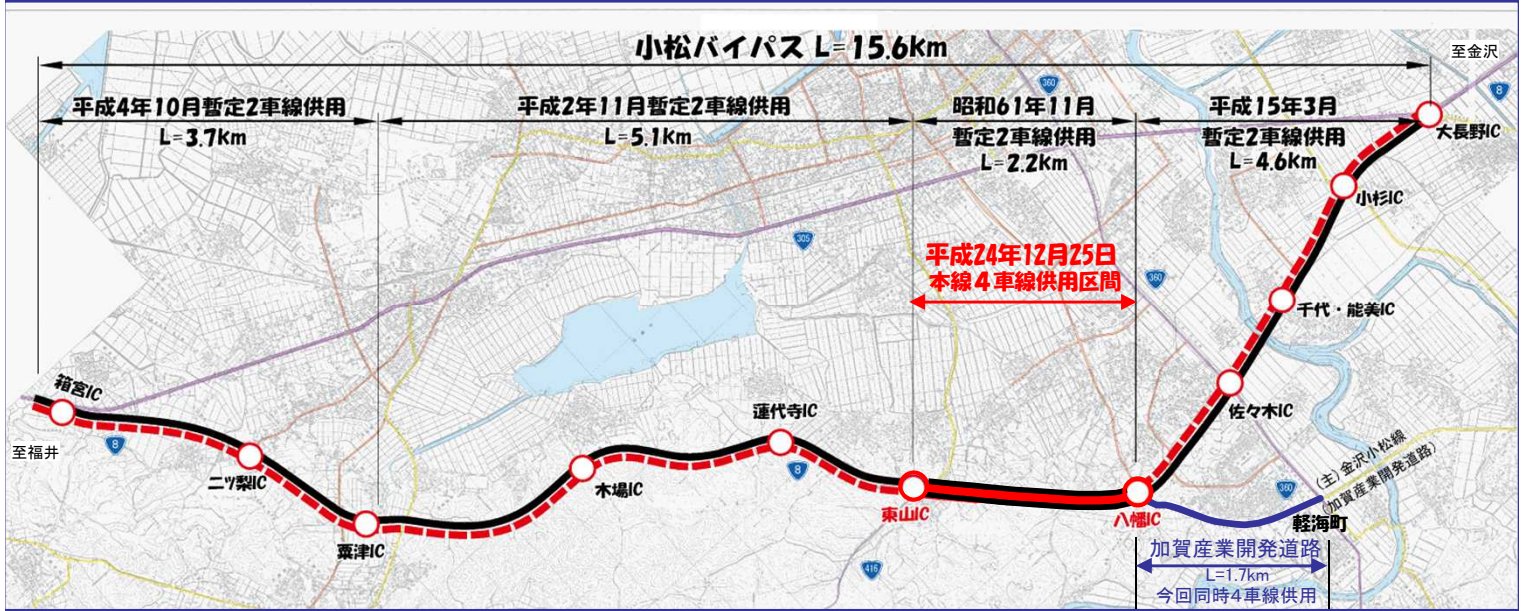 小松バイパス L=15.6km
至金沢
平成4年10月暫定2車線供用
L=3.7km
平成2年11月暫定2車線供用
L=5.1km
昭和61年11月
暫定2車線供用
L=2.2km
平成15年3月
暫定2車線供用
L=4.6km
360
8
大長野IC
小杉IC
305
平成24年12月25日
本線4車線供用区間
360
千代・能美IC
箱宮IC
至福井
8
二ツ梨IC
粟津IC
木場IC
蓮代寺IC
8
東山IC
八幡IC
佐々木IC
(主)金沢小松線
(加賀産業開発道路)
360
軽海町
416
加賀産業開発道路
L=1.7km
今回同時4車線供用